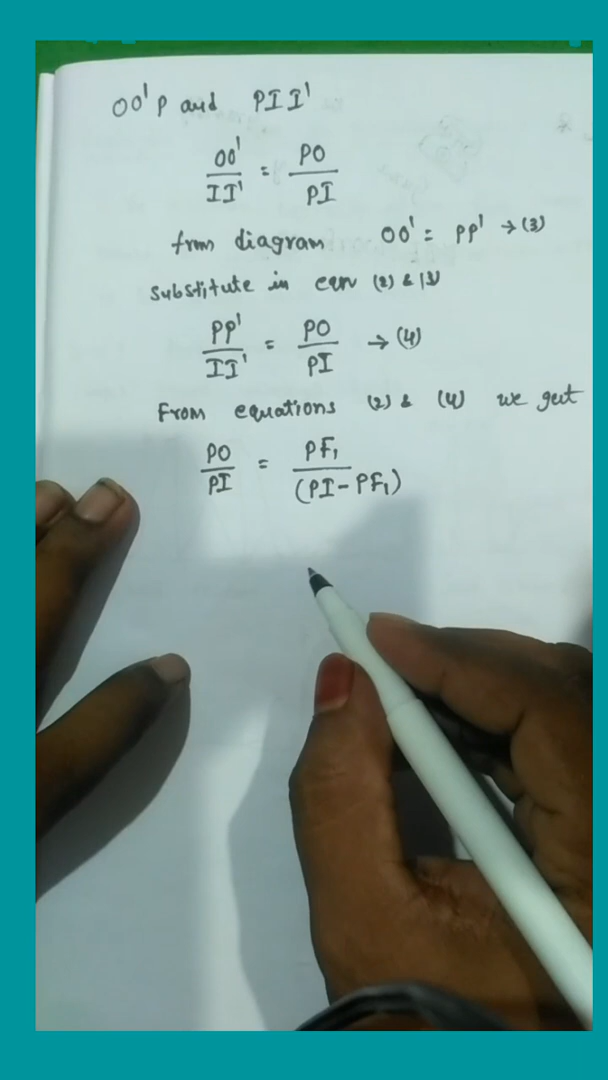 OO' P and PII'
OO'/II' = PO/PI
from diagram OO' = PP' → (3)
Substitute in eqn (2) & (3)
PP'/II' = PO/PI → (4)
From equations (2) & (4) we get
PO/PI = PF₁/(PI - PF₁)